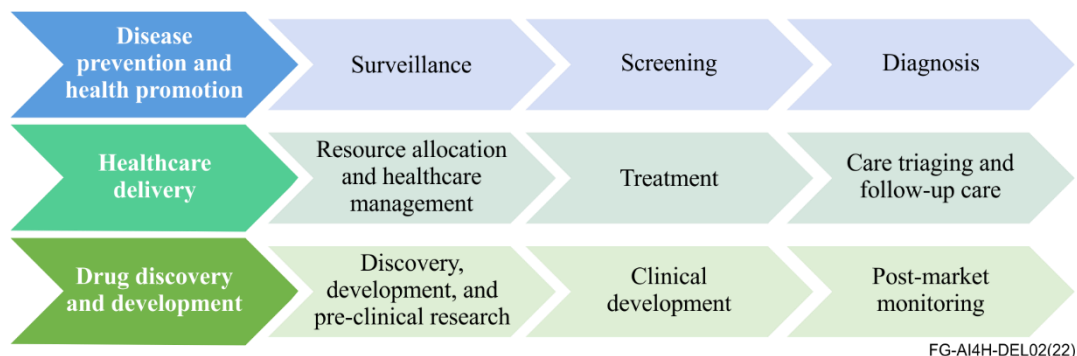 Disease
prevention and
health promotion
Surveillance
Screening
Diagnosis
Healthcare
delivery
Resource allocation
and healthcare
management
Treatment
Care triaging and
follow-up care
Drug discovery
and development
Discovery,
development, and
pre-clinical research
Clinical
development
Post-market
monitoring
FG-AI4H-DEL02(22)